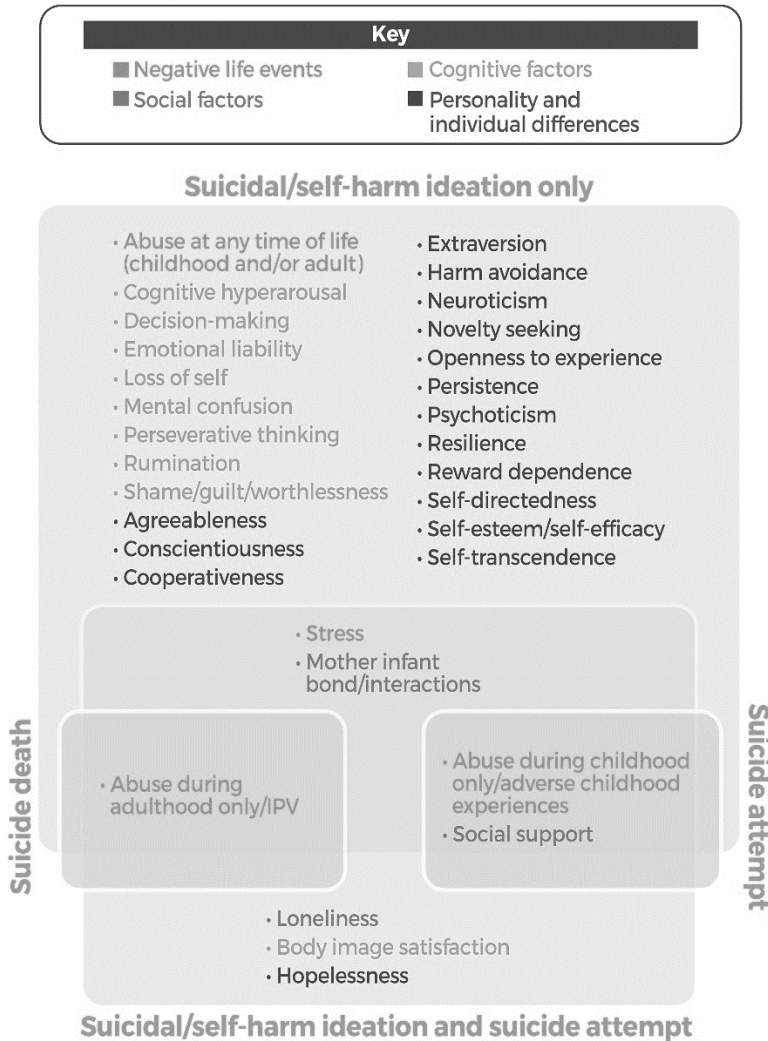 Key
Negative life events
Cognitive factors
Social factors
Personality and
individual differences
Suicidal/self-harm ideation only
· Abuse at any time of life
(childhood and/or adult)
· Cognitive hyperarousal
· Decision-making
· Emotional liability
· Loss of self
· Mental confusion
· Perseverative thinking
· Rumination
· Shame/guilt/worthlessness
· Agreeableness
· Conscientiousness
· Cooperativeness
· Extraversion
· Harm avoidance
· Neuroticism
· Novelty seeking
· Openness to experience
· Persistence
· Psychoticism
· Resilience
· Reward dependence
· Self-directedness
· Self-esteem/self-efficacy
· Self-transcendence
· Stress
· Mother infant
bond/interactions
Suicide death
· Abuse during
adulthood only/IPV
· Abuse during childhood
only/adverse childhood
experiences
· Social support
Suicide attempt
· Loneliness
· Body image satisfaction
· Hopelessness
Suicidal/self-harm ideation and suicide attempt